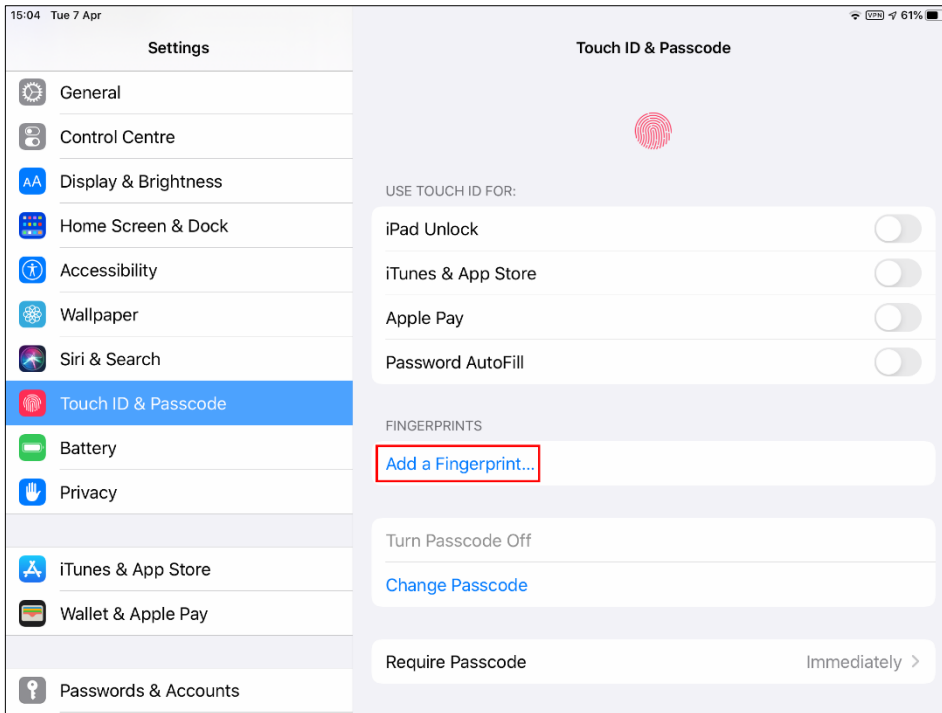 15:04 Tue 7 Apr
VPN 61%
Settings
General
Control Centre
AA Display & Brightness
Home Screen & Dock
Accessibility
Wallpaper
Siri & Search
Touch ID & Passcode
Battery
Privacy
iTunes & App Store
Wallet & Apple Pay
Passwords & Accounts
Touch ID & Passcode
USE TOUCH ID FOR:
iPad Unlock
iTunes & App Store
Apple Pay
Password AutoFill
FINGERPRINTS
Add a Fingerprint...
Turn Passcode Off
Change Passcode
Require Passcode Immediately